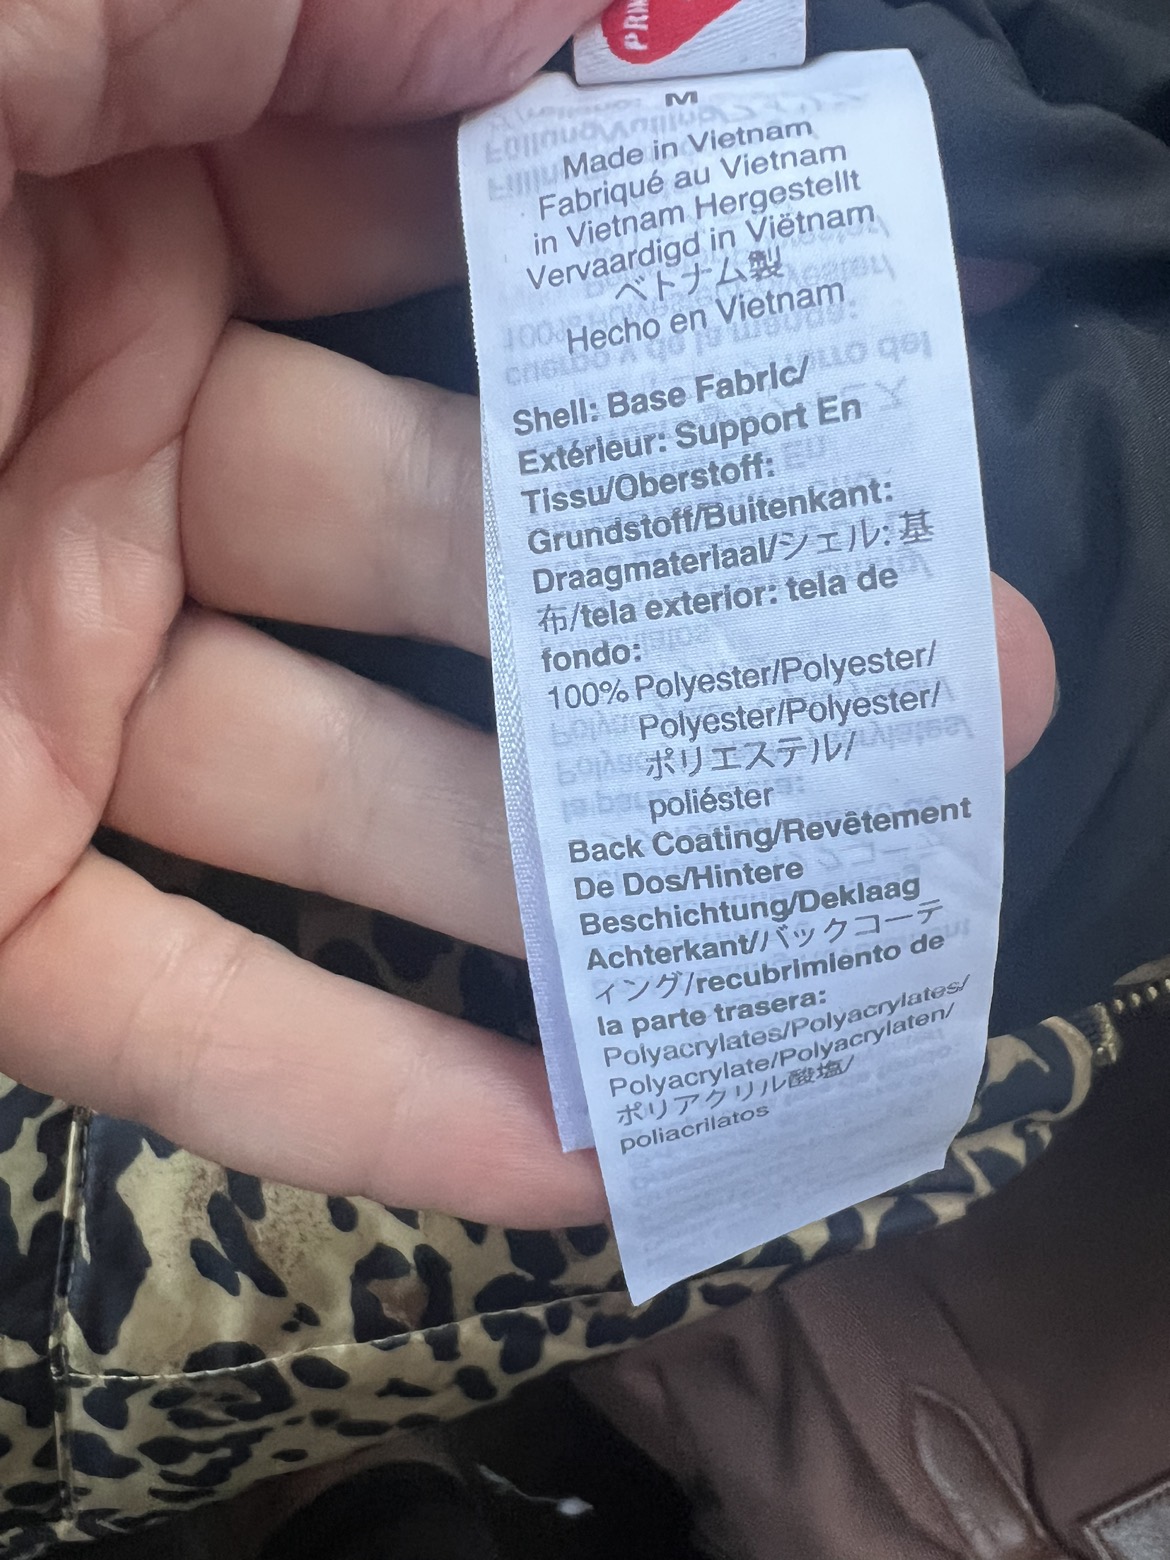 PRI
M
Made in Vietnam
Fabriqué au Vietnam
in Vietnam Hergestellt
Vervaardigd in Viëtnam
ベトナム製
Hecho en Vietnam
Shell: Base Fabric/
Extérieur: Support En
Tissu/Oberstoff:
Grundstoff/Buitenkant:
Draagmateriaal/シェル: 基
布/tela exterior: tela de
fondo:
100% Polyester/Polyester/
Polyester/Polyester/
ポリエステル/
poliéster
Back Coating/Revêtement
De Dos/Hintere
Beschichtung/Deklaag
Achterkant/バックコーテ
ィング/recubrimiento de
la parte trasera:
Polyacrylates/Polyacrylates/
Polyacrylate/Polyacrylaten/
ポリアクリル酸塩/
poliacrilatos